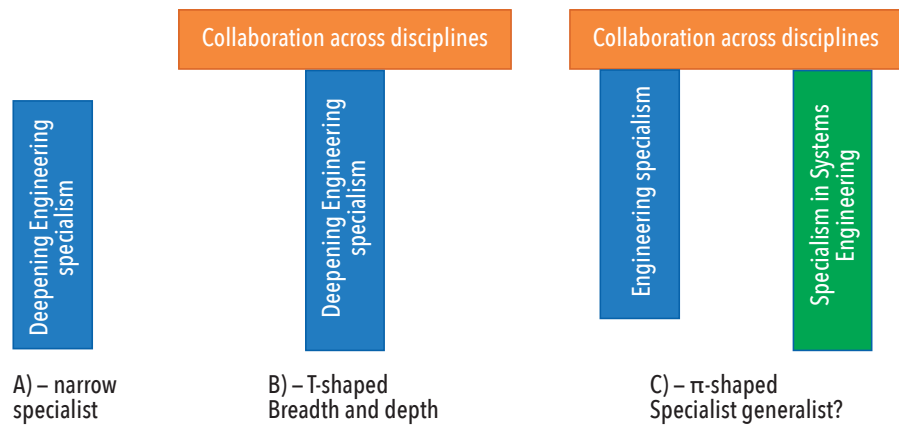 Collaboration across disciplines
Collaboration across disciplines
Deepening Engineering
specialism
Deepening Engineering
specialism
Engineering specialism
Specialism in Systems
Engineering
A) – narrow
specialist
B) – T-shaped
Breadth and depth
C) – π-shaped
Specialist generalist?